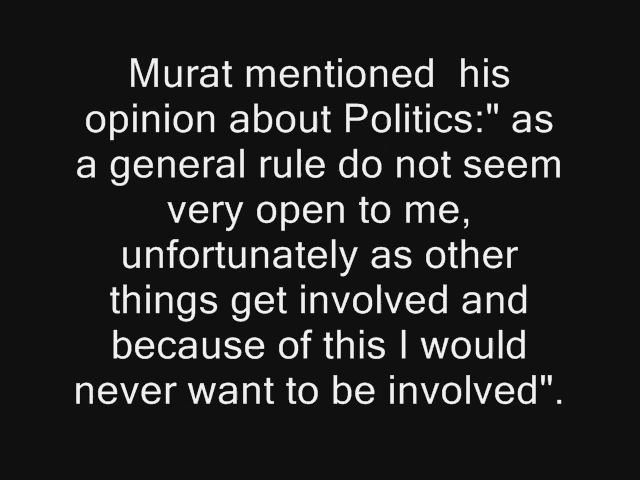 Murat mentioned  his
opinion about Politics:" as
a general rule do not seem
very open to me,
unfortunately as other
things get involved and
because of this I would
never want to be involved".